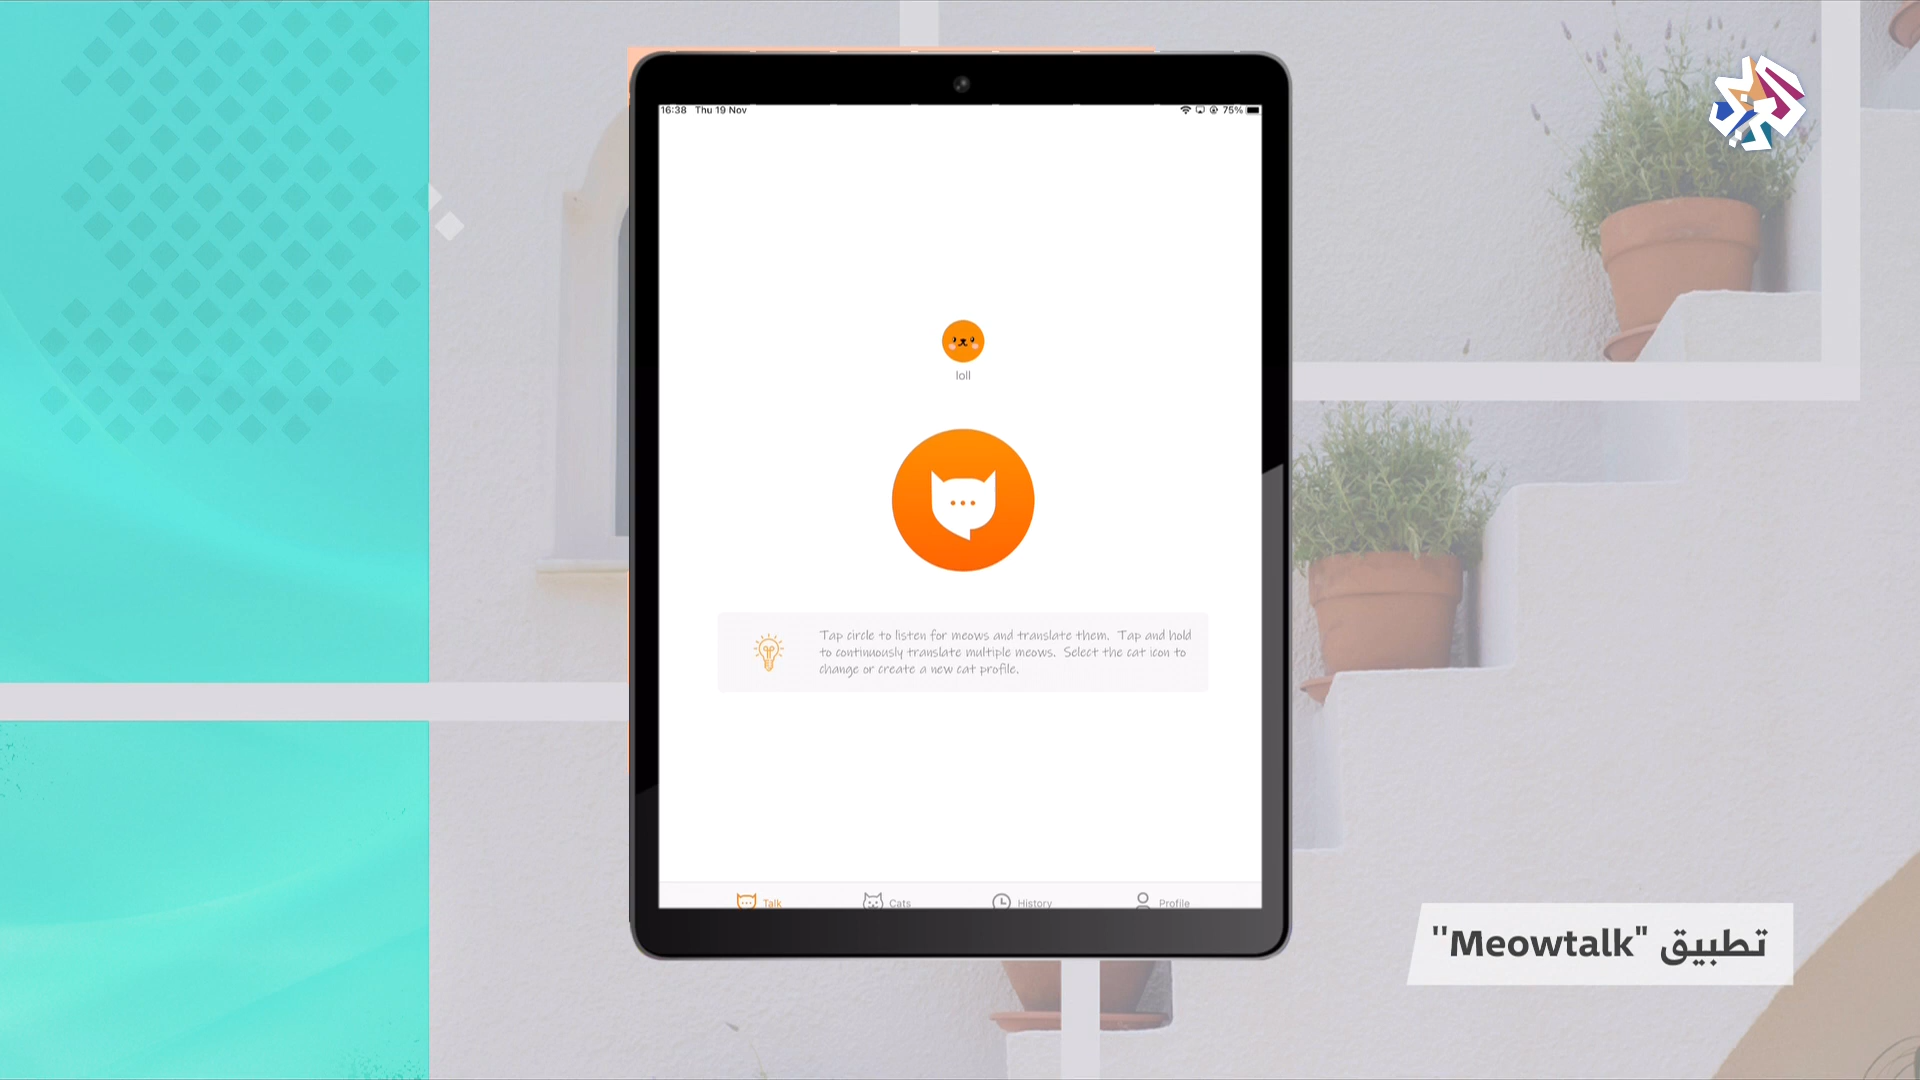 16:38 Thu 19 Nov
75%
loll
Tap circle to listen for meows and translate them. Tap and hold
to continuously translate multiple meows. Select the cat icon to
change or create a new cat profile.
Talk
Cats
History
Profile
تطبيق "Meowtalk"